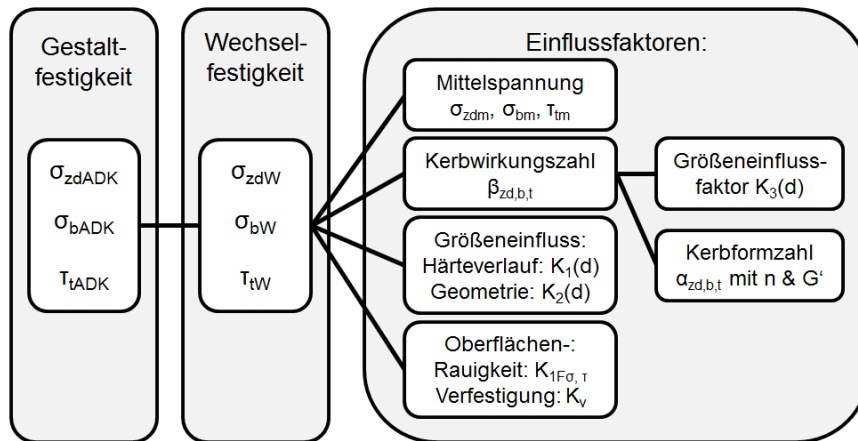 Gestalt-
festigkeit
σzdADK
σbADK
τtADK
Wechsel-
festigkeit
σzdW
σbW
τtW
Einflussfaktoren:
Mittelspannung
σzdm, σbm, τtm
Kerbwirkungszahl
βzd,b,t
Größeneinfluss:
Härteverlauf: K1(d)
Geometrie: K2(d)
Oberflächen-:
Rauigkeit: K1Fσ, τ
Verfestigung: Kv
Größeneinfluss-
faktor K3(d)
Kerbformzahl
αzd,b,t mit n & G‘